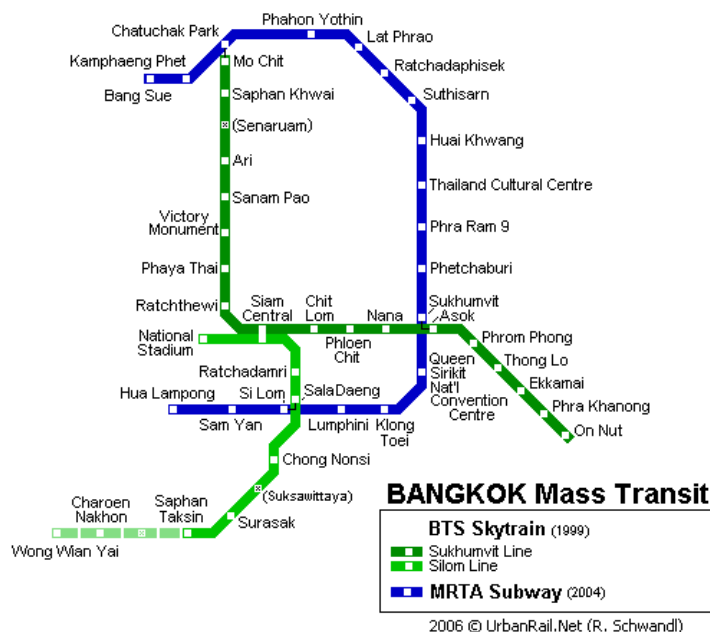 Phahon Yothin
Chatuchak Park
Lat Phrao
Kamphaeng Phet
Mo Chit
Ratchadaphisek
Bang Sue
Saphan Khwai
Suthisarn
(Senaruam)
Huai Khwang
Ari
Thailand Cultural Centre
Sanam Pao
Victory
Monument
Phra Ram 9
Phaya Thai
Phetchaburi
Ratchthewi
Siam
Central
Chit
Lom
Nana
Sukhumvit
Asok
National
Stadium
Phloen
Chit
Phrom Phong
Thong Lo
Ratchadamri
Queen
Sirikit
Nat'l
Convention
Centre
Ekkamai
Hua Lampong
Si Lom
SalaDaeng
Phra Khanong
Sam Yan
Lumphini
Klong
Toei
On Nut
Chong Nonsi
(Suksawittaya)
Charoen
Nakhon
Saphan
Taksin
Surasak
Wong Wian Yai
BANGKOK Mass Transit
BTS Skytrain (1999)
Sukhumvit Line
Silom Line
MRTA Subway (2004)
2006 © UrbanRail.Net (R. Schwandl)